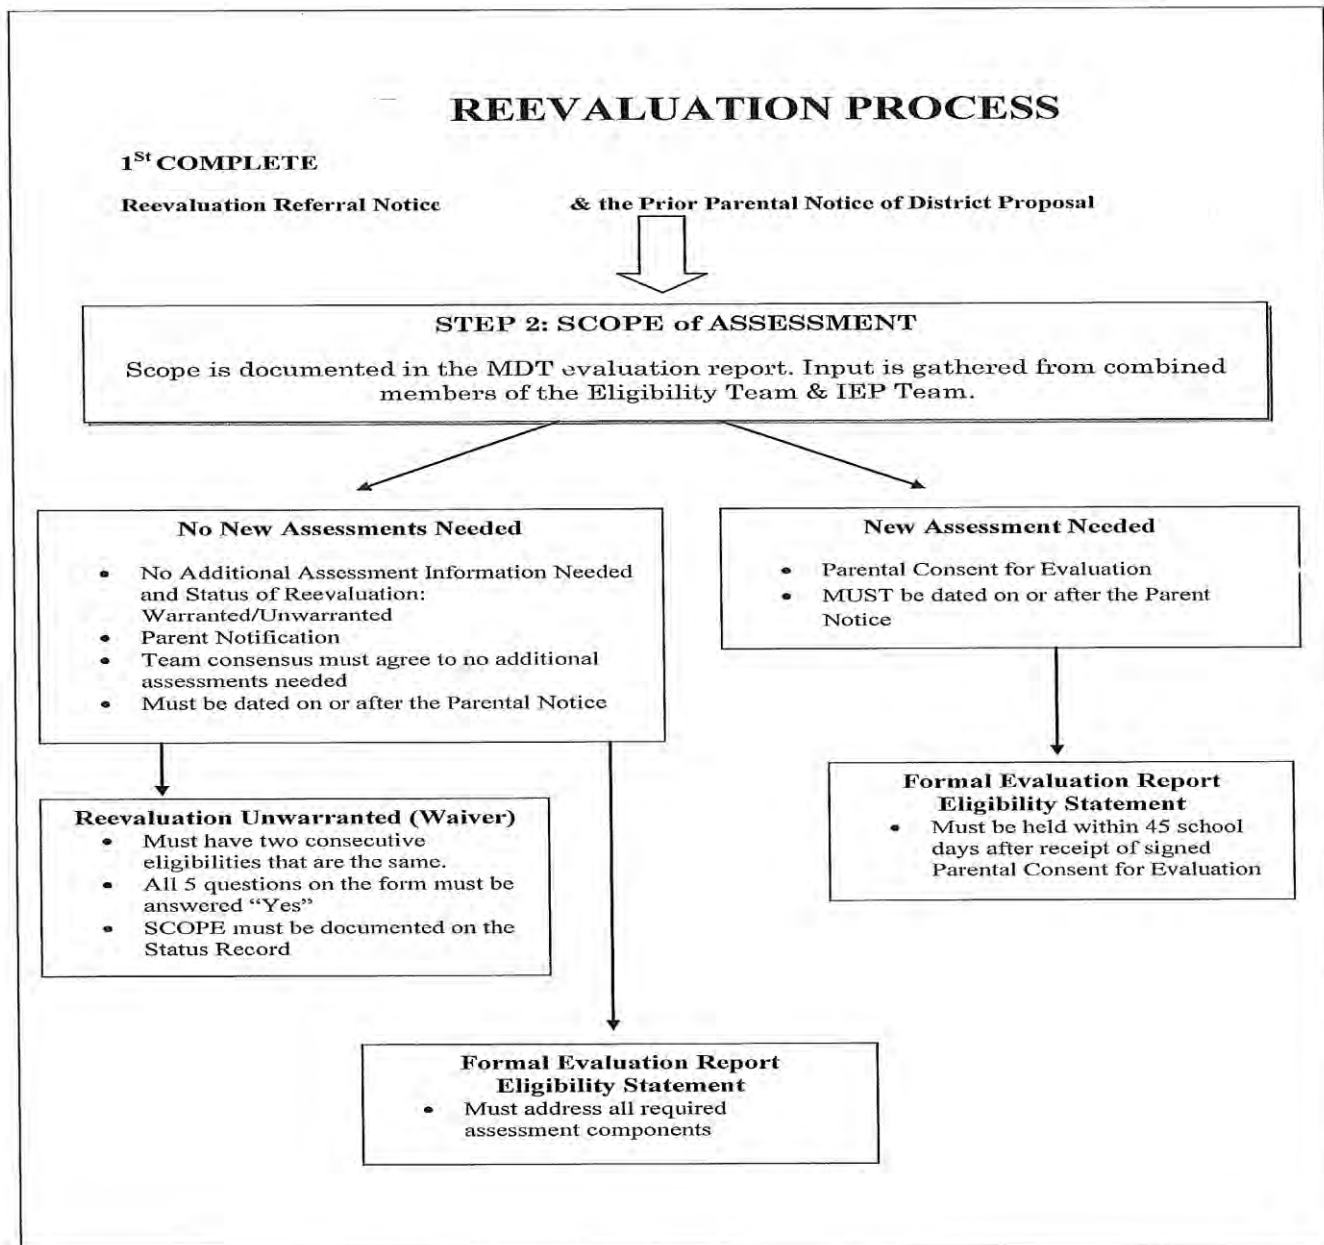 REEVALUATION PROCESS
1St COMPLETE
Reevaluation Referral Notice & the Prior Parental Notice of District Proposal
STEP 2: SCOPE of ASSESSMENT
Scope is documented in the MDT evaluation report. Input is gathered from combined
members of the Eligibility Team & IEP Team.
No New Assessments Needed
• No Additional Assessment Information Needed
and Status of Reevaluation:
Warranted/Unwarranted
• Parent Notification
• Team consensus must agree to no additional
assessments needed
• Must be dated on or after the Parental Notice
New Assessment Needed
• Parental Consent for Evaluation
• MUST be dated on or after the Parent
Notice
Reevaluation Unwarranted (Waiver)
• Must have two consecutive
eligibilities that are the same.
• All 5 questions on the form must be
answered “Yes”
• SCOPE must be documented on the
Status Record
Formal Evaluation Report
Eligibility Statement
• Must be held within 45 school
days after receipt of signed
Parental Consent for Evaluation
Formal Evaluation Report
Eligibility Statement
• Must address all required
assessment components